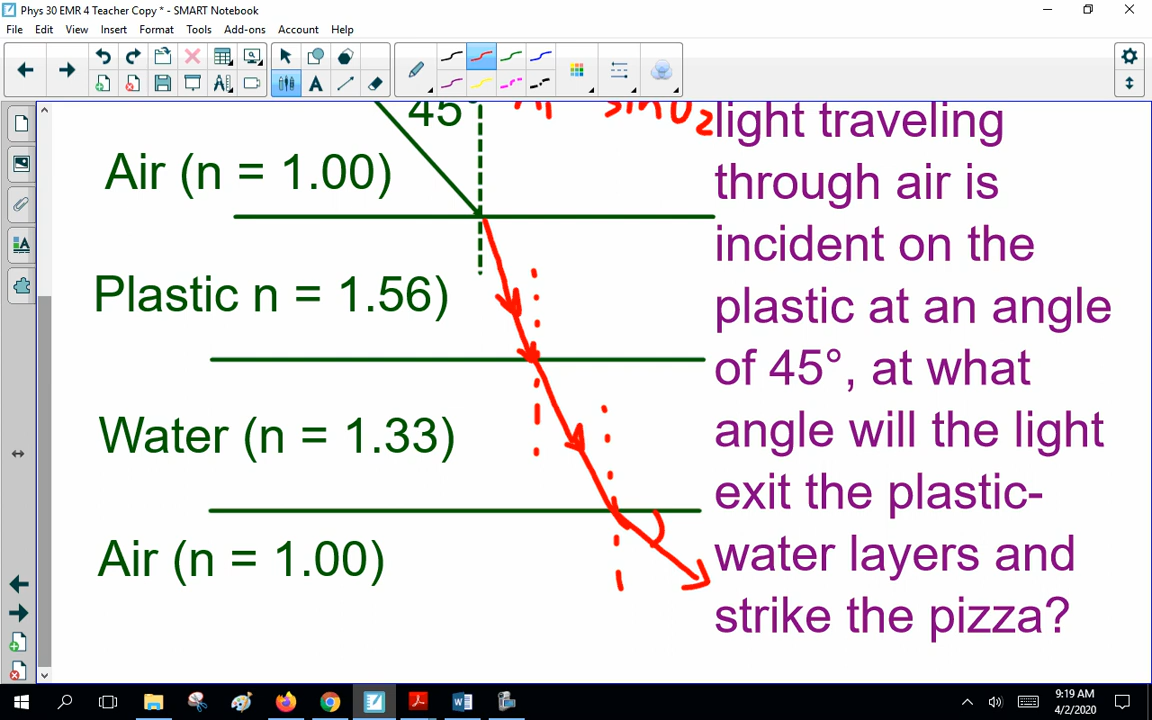 Phys 30 EMR 4 Teacher Copy * - SMART Notebook
File Edit View Insert Format Tools Add-ons Account Help
45°
light traveling
Air (n = 1.00)
through air is
incident on the
Plastic n = 1.56)
plastic at an angle
of 45°, at what
Water (n = 1.33)
angle will the light
exit the plastic-
Air (n = 1.00)
water layers and
strike the pizza?
9:19 AM
4/2/2020